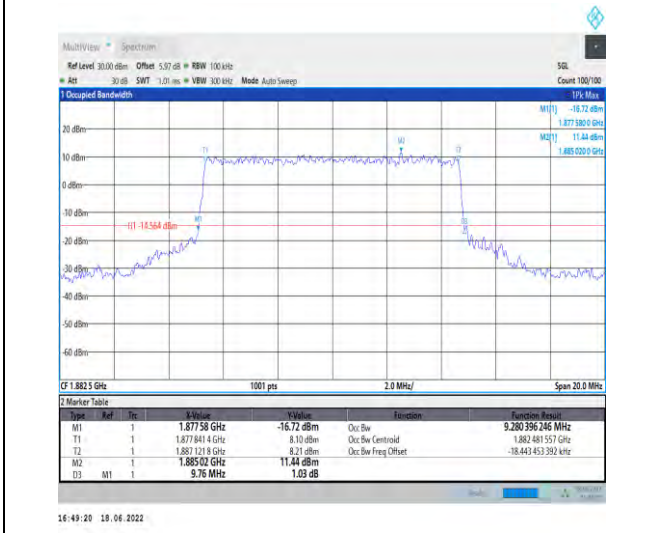 MultiView Spectrum
Ref Level 30.00 dBm Offset 5.97 dB RBW 100 kHz SGL
Att 30 dB SWT 1.01 ms VBW 300 kHz Mode Auto Sweep Count 100/100
1 Occupied Bandwidth 1Pk Max
M1[1] -16.72 dBm
1.877 580 0 GHz
M2[1] 11.44 dBm
1.885 020 0 GHz
20 dBm
M2
T1 T2
10 dBm
0 dBm
-10 dBm
H1 -14.564 dBm
M1
D3
-20 dBm
-30 dBm
-40 dBm
-50 dBm
-60 dBm
CF 1.882 5 GHz 1001 pts 2.0 MHz/ Span 20.0 MHz
2 Marker Table
Type Ref Trc X-Value Y-Value Function Function Result
M1 1 1.877 58 GHz -16.72 dBm Occ Bw 9.280 396 246 MHz
T1 1 1.877 841 4 GHz 8.10 dBm Occ Bw Centroid 1.882 481 557 GHz
T2 1 1.887 121 8 GHz 8.21 dBm Occ Bw Freq Offset -18.443 453 392 kHz
M2 1 1.885 02 GHz 11.44 dBm
D3 M1 1 9.76 MHz 1.03 dB
16:49:20 18.06.2022